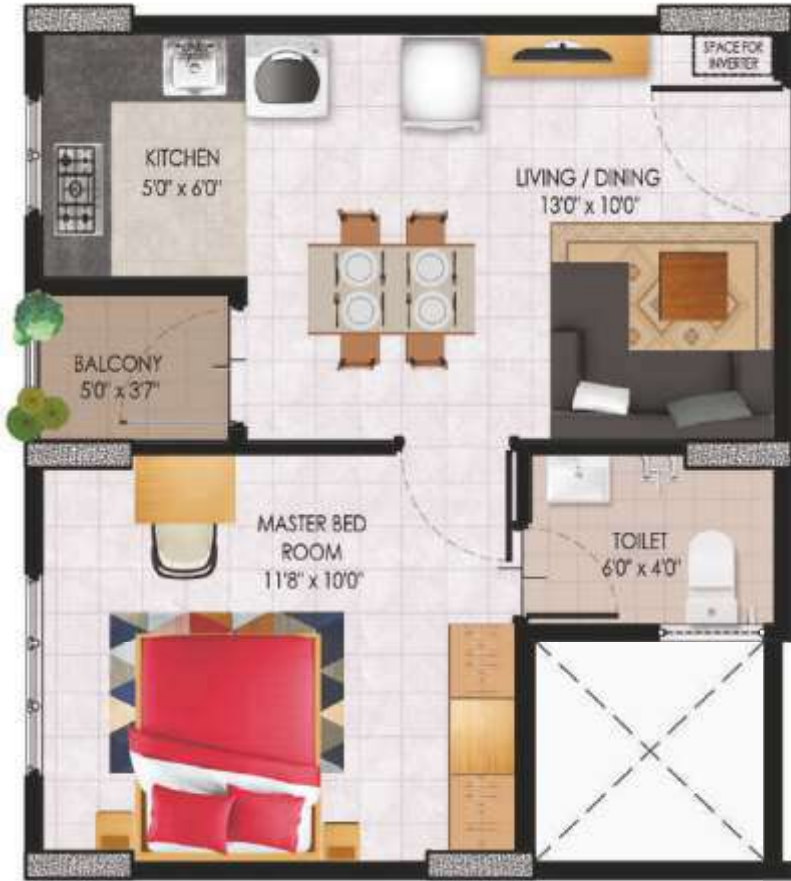 SPACE FOR
INVERTER
KITCHEN
5'0" x 6'0"
LIVING / DINING
13'0" x 10'0"
BALCONY
5'0" x 3'7"
MASTER BED
ROOM
11'8" x 10'0"
TOILET
6'0" x 4'0"